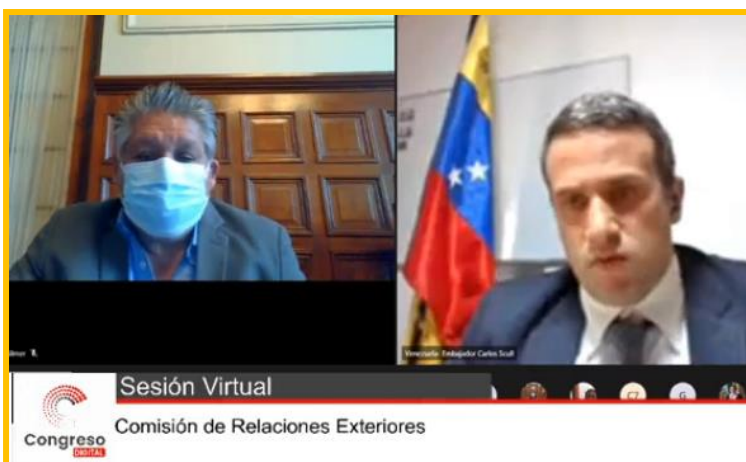 Venezuela- Embajador Carlos Scull
Sesión Virtual
Comisión de Relaciones Exteriores
Congreso
DIGITAL